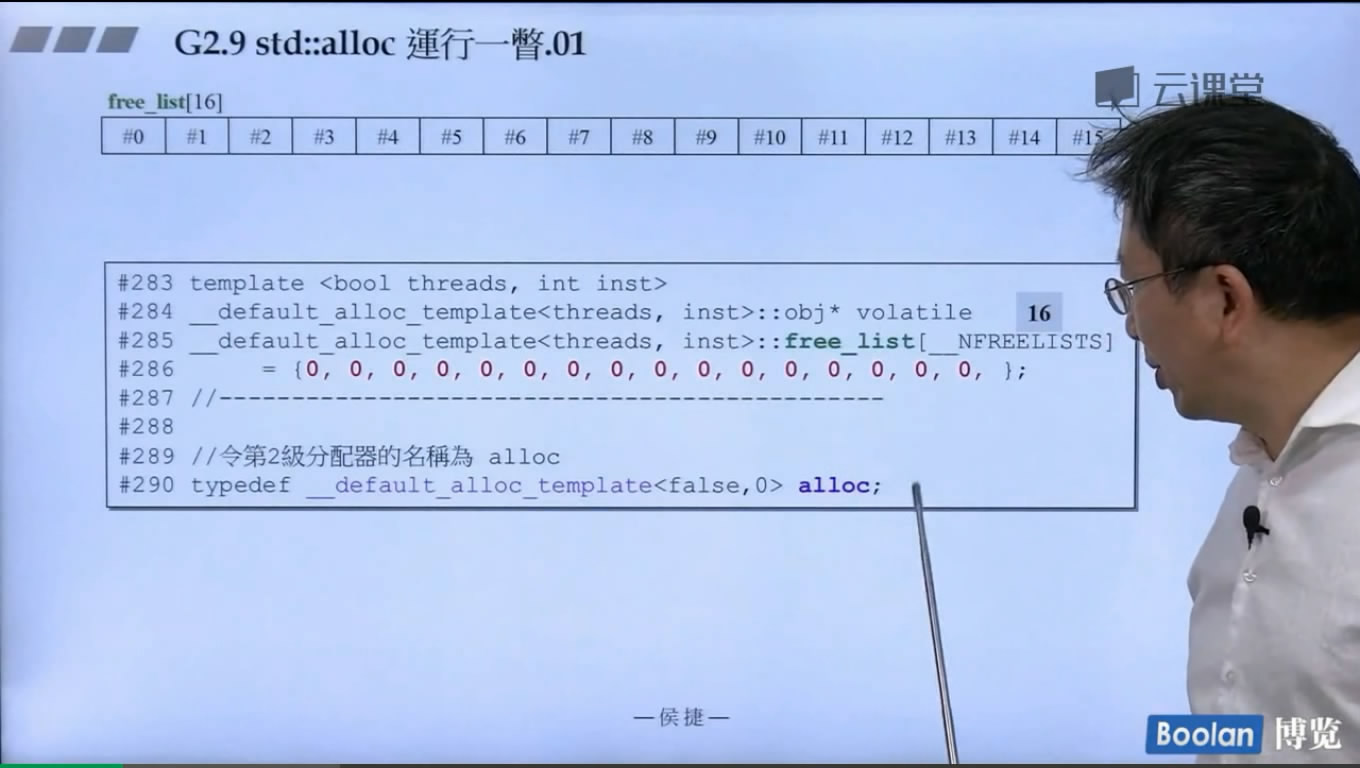 G2.9 std::alloc 運行一瞥.01
云课堂
free_list[16]
#0 #1 #2 #3 #4 #5 #6 #7 #8 #9 #10 #11 #12 #13 #14 #15
#283 template <bool threads, int inst>
#284 __default_alloc_template<threads, inst>::obj* volatile 16
#285 __default_alloc_template<threads, inst>::free_list[__NFREELISTS]
#286 = {0, 0, 0, 0, 0, 0, 0, 0, 0, 0, 0, 0, 0, 0, 0, 0, };
#287 //----------------------------------------------
#288
#289 //令第2級分配器的名稱為 alloc
#290 typedef __default_alloc_template<false,0> alloc;
—侯捷—
Boolan 博览